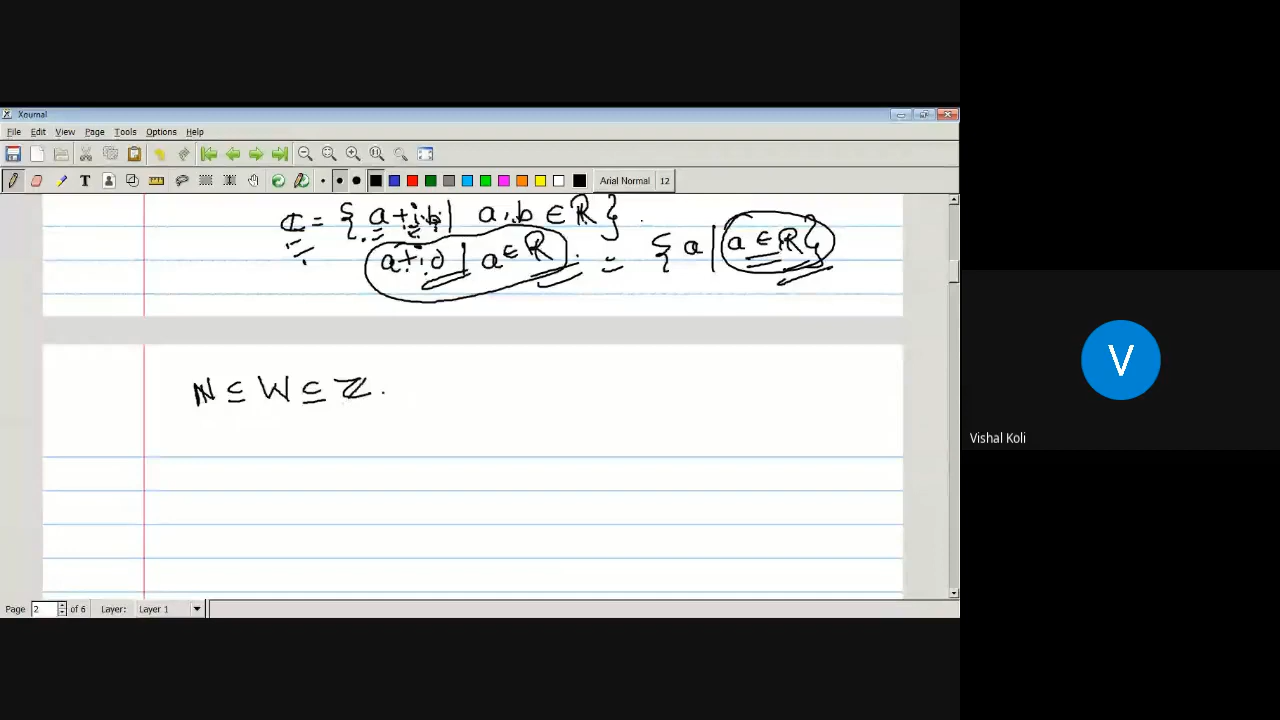 Xournal
File Edit View Page Tools Options Help
Arial Normal 12
ℂ = { a+ib | a,b ∈ ℝ }.
a+i0 | a ∈ ℝ. = { a | a ∈ ℝ }
ℕ ⊆ W ⊆ ℤ.
V
Vishal Koli
Page 2 of 6 Layer: Layer 1